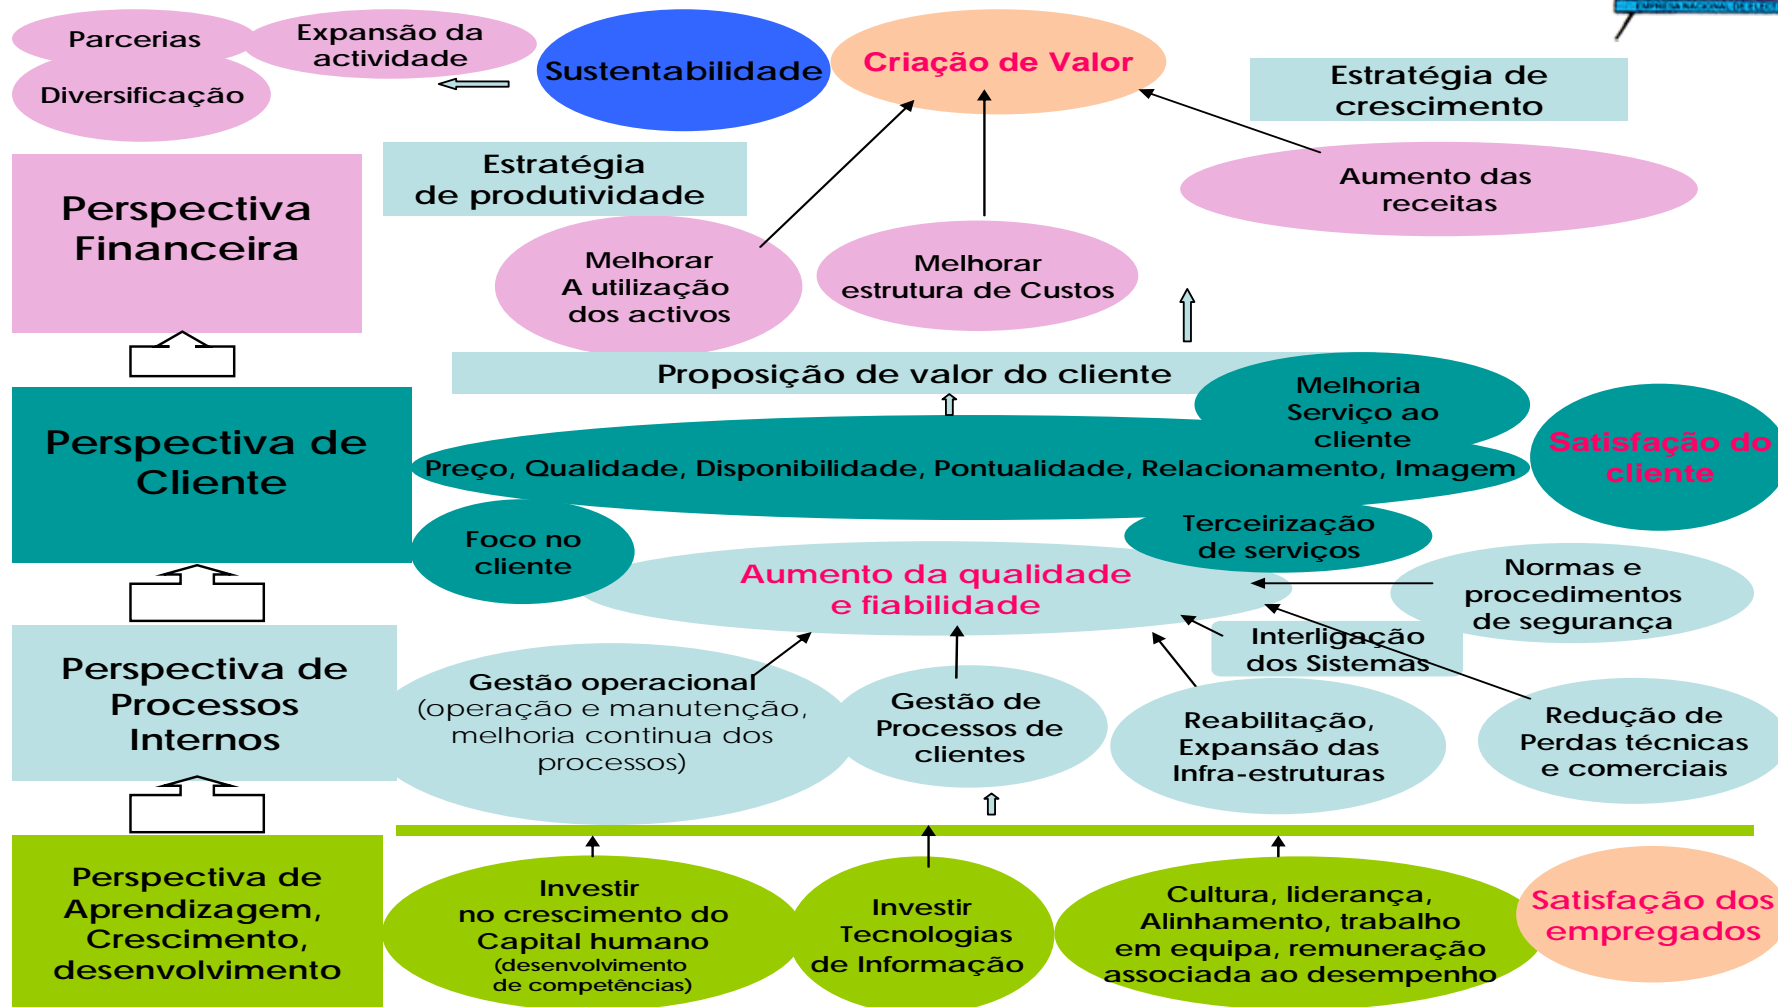 EMPRESA NACIONAL DE ELECT
Parcerias
Expansão da
actividade
Diversificação
Sustentabilidade
Criação de Valor
Estratégia de
crescimento
Estratégia
de produtividade
Aumento das
receitas
Perspectiva
Financeira
Melhorar
A utilização
dos activos
Melhorar
estrutura de Custos
Proposição de valor do cliente
Melhoria
Serviço ao
cliente
Perspectiva de
Cliente
Preço, Qualidade, Disponibilidade, Pontualidade, Relacionamento, Imagem
Satisfação do
cliente
Foco no
cliente
Terceirização
de serviços
Aumento da qualidade
e fiabilidade
Normas e
procedimentos
de segurança
Interligação
dos Sistemas
Perspectiva de
Processos
Internos
Gestão operacional
(operação e manutenção,
melhoria continua dos
processos)
Gestão de
Processos de
clientes
Reabilitação,
Expansão das
Infra-estruturas
Redução de
Perdas técnicas
e comerciais
Perspectiva de
Aprendizagem,
Crescimento,
desenvolvimento
Investir
no crescimento do
Capital humano
(desenvolvimento
de competências)
Investir
Tecnologias
de Informação
Cultura, liderança,
Alinhamento, trabalho
em equipa, remuneração
associada ao desempenho
Satisfação dos
empregados